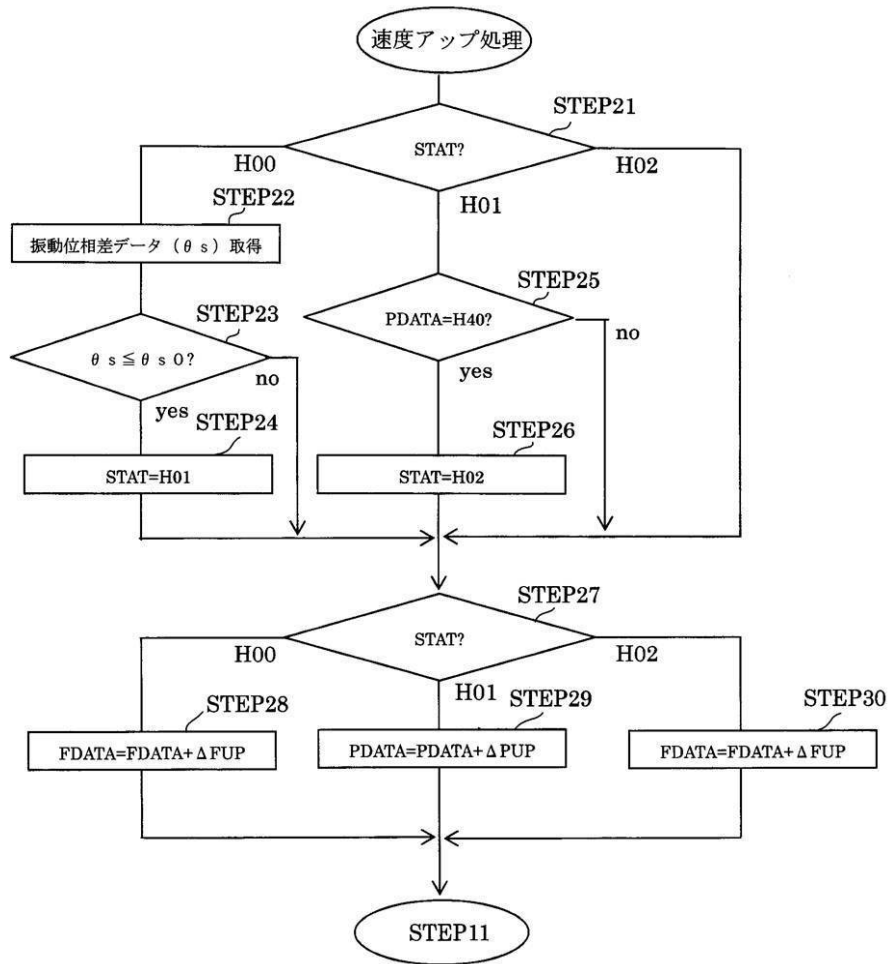 速度アップ処理
STEP21
STAT?
H00
H02
H01
STEP22
振動位相差データ（θｓ）取得
STEP25
PDATA=H40?
no
yes
STEP23
θｓ≦θｓ０?
no
yes
STEP24
STAT=H01
STEP26
STAT=H02
STEP27
STAT?
H00
H02
H01
STEP28
FDATA=FDATA+ΔFUP
STEP29
PDATA=PDATA+ΔPUP
STEP30
FDATA=FDATA+ΔFUP
STEP11